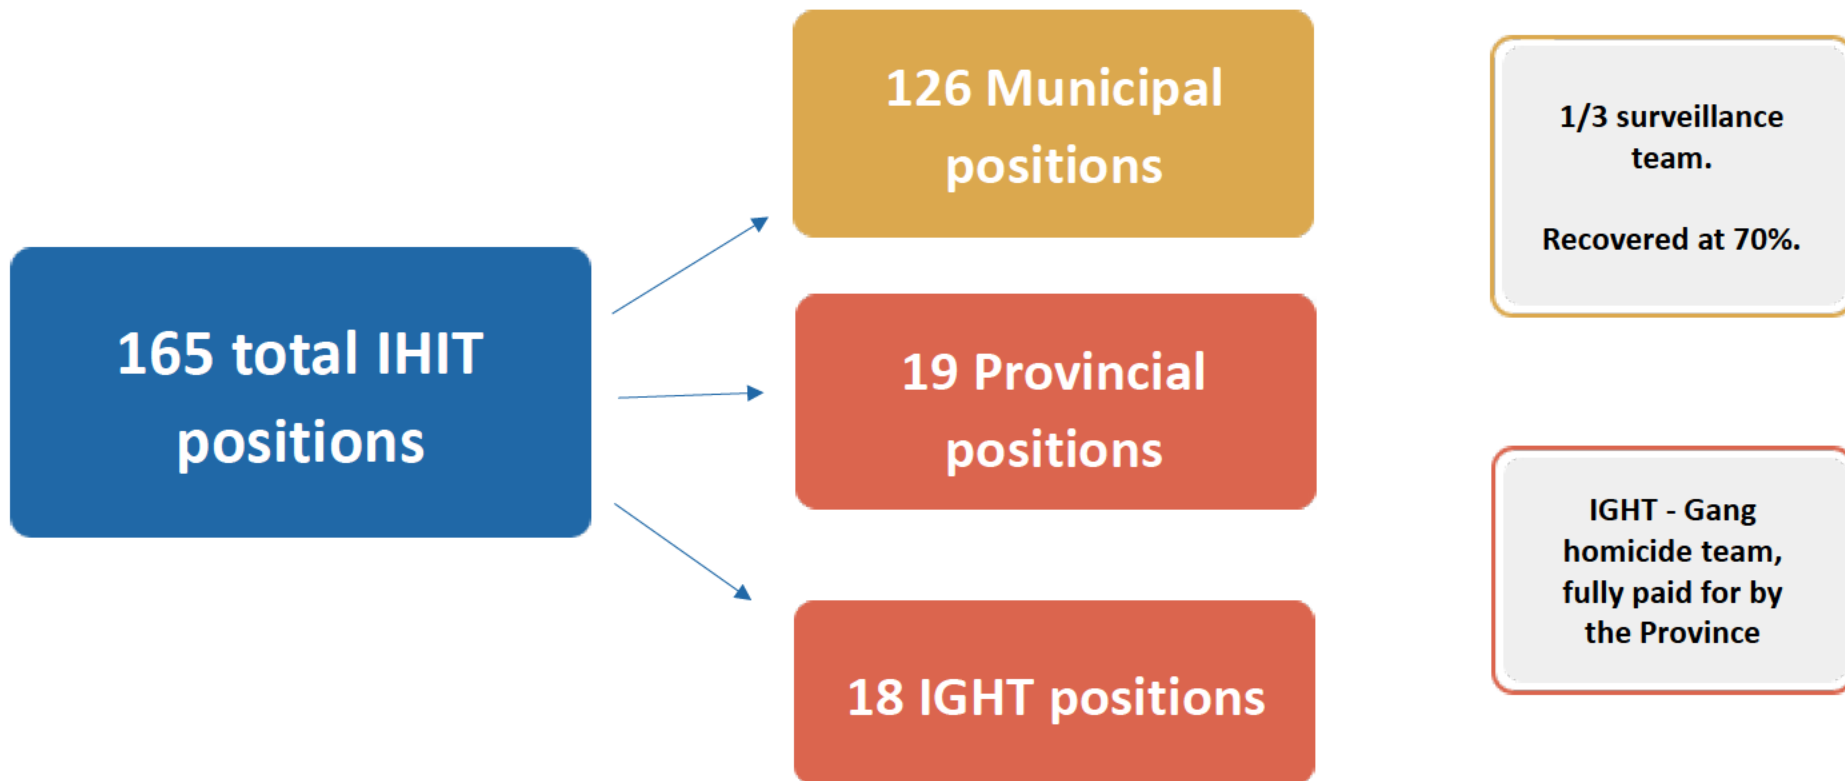 165 total IHIT
positions
126 Municipal
positions
19 Provincial
positions
18 IGHT positions
1/3 surveillance
team.
Recovered at 70%.
IGHT - Gang
homicide team,
fully paid for by
the Province